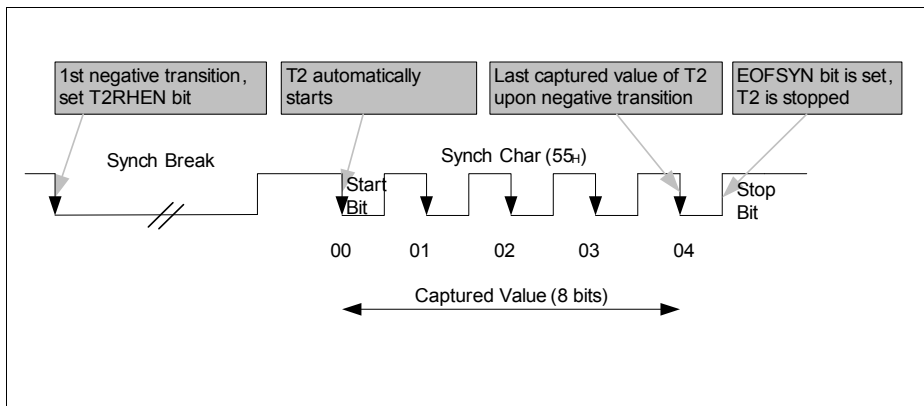 1st negative transition,
set T2RHEN bit
T2 automatically
starts
Last captured value of T2
upon negative transition
EOFSYN bit is set,
T2 is stopped
Synch Break
Synch Char (55H)
Start
Bit
Stop
Bit
00 01 02 03 04
Captured Value (8 bits)